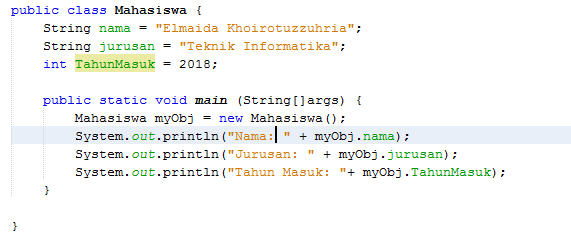 public class Mahasiswa {
    String nama = "Elmaida Khoirotuzzuhria";
    String jurusan = "Teknik Informatika";
    int TahunMasuk = 2018;
    public static void main (String[]args) {
        Mahasiswa myObj = new Mahasiswa();
        System.out.println("Nama: " + myObj.nama);
        System.out.println("Jurusan: " + myObj.jurusan);
        System.out.println("Tahun Masuk: "+ myObj.TahunMasuk);
    }
}